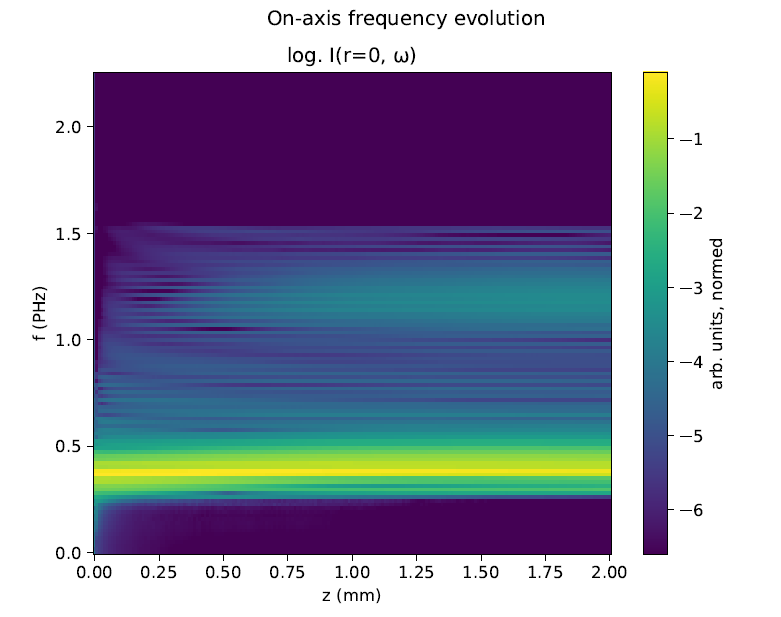 On-axis frequency evolution
log. I(r=0, ω)
2.0
1.5
1.0
0.5
0.0
f (PHz)
0.00 0.25 0.50 0.75 1.00 1.25 1.50 1.75 2.00
z (mm)
−1
−2
−3
−4
−5
−6
arb. units, normed